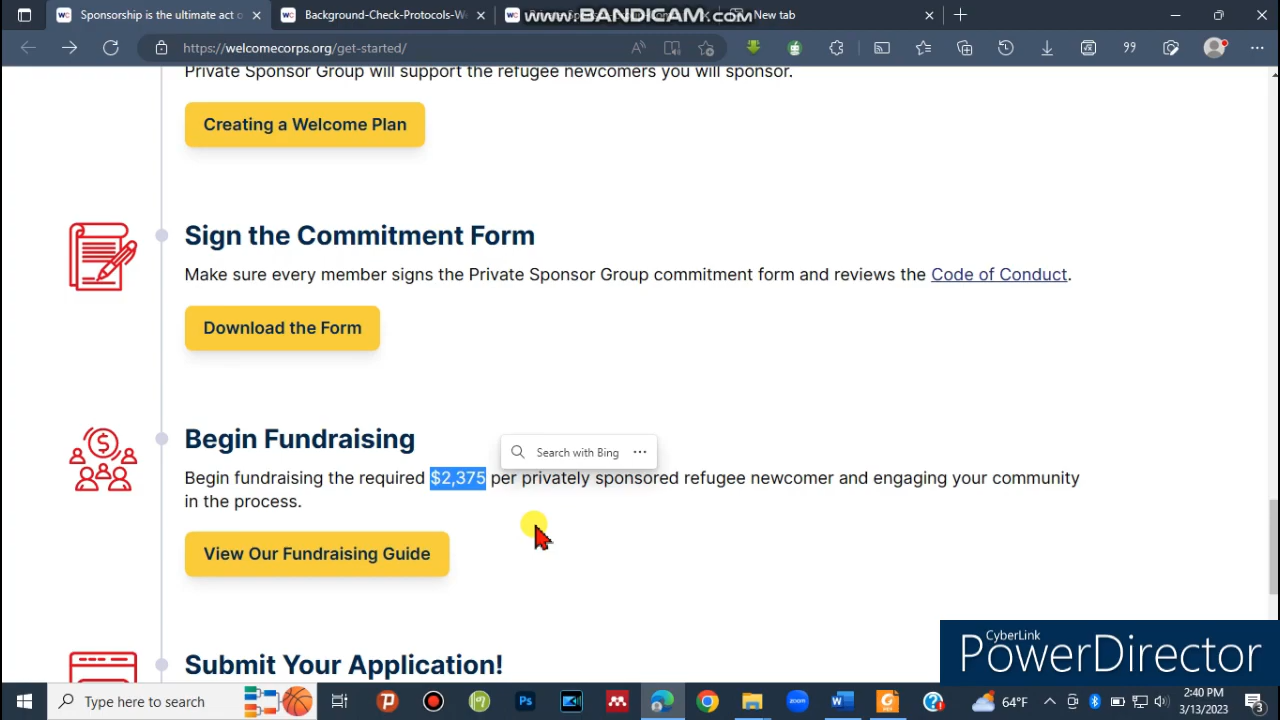 Sponsorship is the ultimate act o
Background-Check-Protocols-We
New tab
www.BANDICAM.com
https://welcomecorps.org/get-started/
Private Sponsor Group will support the refugee newcomers you will sponsor.
Creating a Welcome Plan
Sign the Commitment Form
Make sure every member signs the Private Sponsor Group commitment form and reviews the Code of Conduct.
Download the Form
Begin Fundraising
Search with Bing
Begin fundraising the required $2,375 per privately sponsored refugee newcomer and engaging your community
in the process.
View Our Fundraising Guide
Submit Your Application!
CyberLink
PowerDirector
Type here to search
64°F
2:40 PM
3/13/2023
3